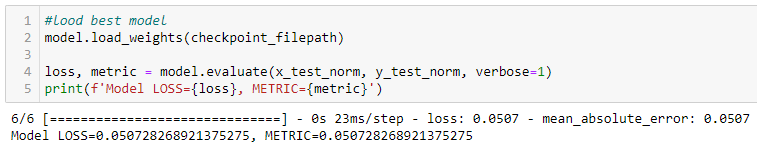 1 #lood best model
2 model.load_weights(checkpoint_filepath)
3
4 loss, metric = model.evaluate(x_test_norm, y_test_norm, verbose=1)
5 print(f'Model LOSS={loss}, METRIC={metric}')
6/6 [==============================] - 0s 23ms/step - loss: 0.0507 - mean_absolute_error: 0.0507
Model LOSS=0.050728268921375275, METRIC=0.050728268921375275